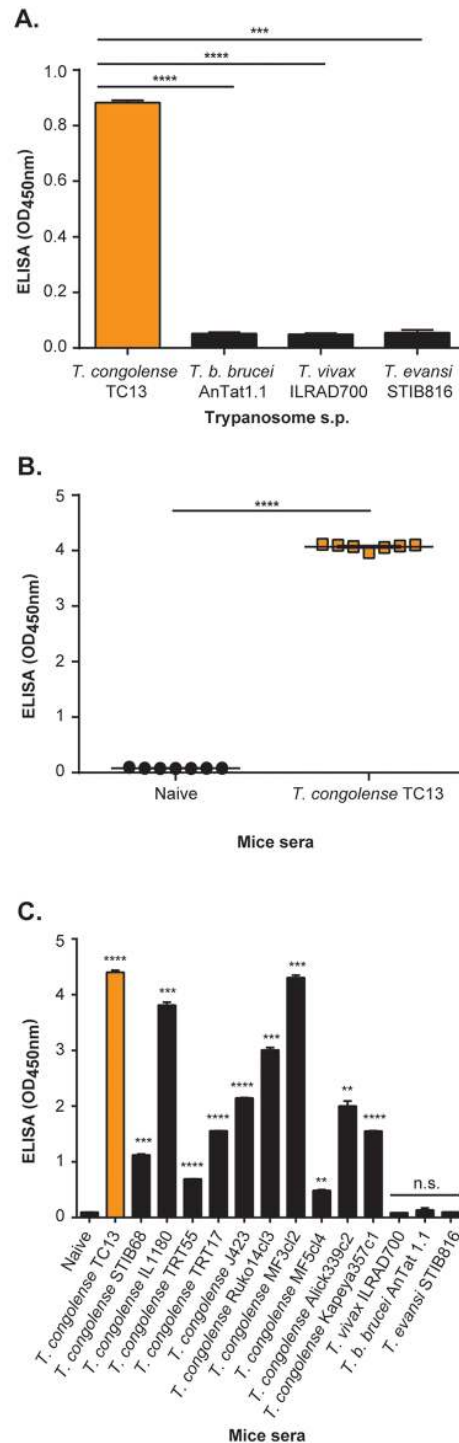 A.
***
****
****
1.0
0.8
0.6
0.4
0.2
0.0
ELISA (OD450nm)
T. congolense T. b. brucei T. vivax T. evansi
TC13 AnTat1.1 ILRAD700 STIB816
Trypanosome s.p.
B.
****
5
4
3
2
1
0
ELISA (OD450nm)
Naive T. congolense TC13
Mice sera
C.
5
4
3
2
1
0
ELISA (OD450nm)
****
***
***
****
****
****
***
***
**
**
****
n.s.
Naive
T. congolense TC13
T. congolense STIB68
T. congolense IL1180
T. congolense TRT55
T. congolense TRT17
T. congolense J423
T. congolense Ruko14cl3
T. congolense MF3cl2
T. congolense MF5cl4
T. congolense Alick339c2
T. congolense Kapeya357c1
T. vivax ILRAD700
T. b. brucei AnTat 1.1
T. evansi STIB816
Mice sera